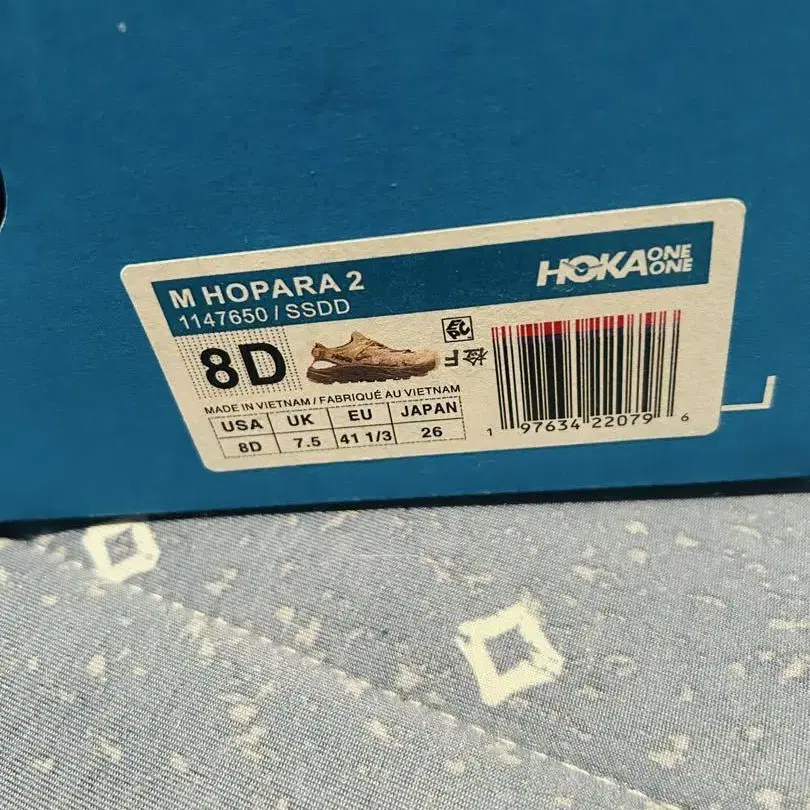 M HOPARA 2
HOKA ONE ONE
1147650 / SSDD
8D
检 F
MADE IN VIETNAM / FABRIQUÉ AU VIETNAM
USA UK EU JAPAN
8D 7.5 41 1/3 26
1 97634 22079 6